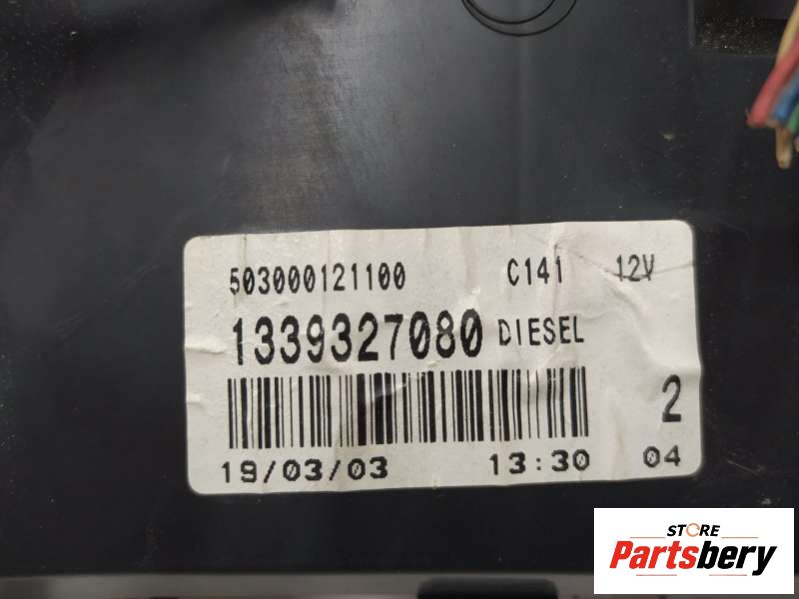 503000121100 C141 12V
1339327080 DIESEL
2
19/03/03 13:30 04
STORE
Partsbery